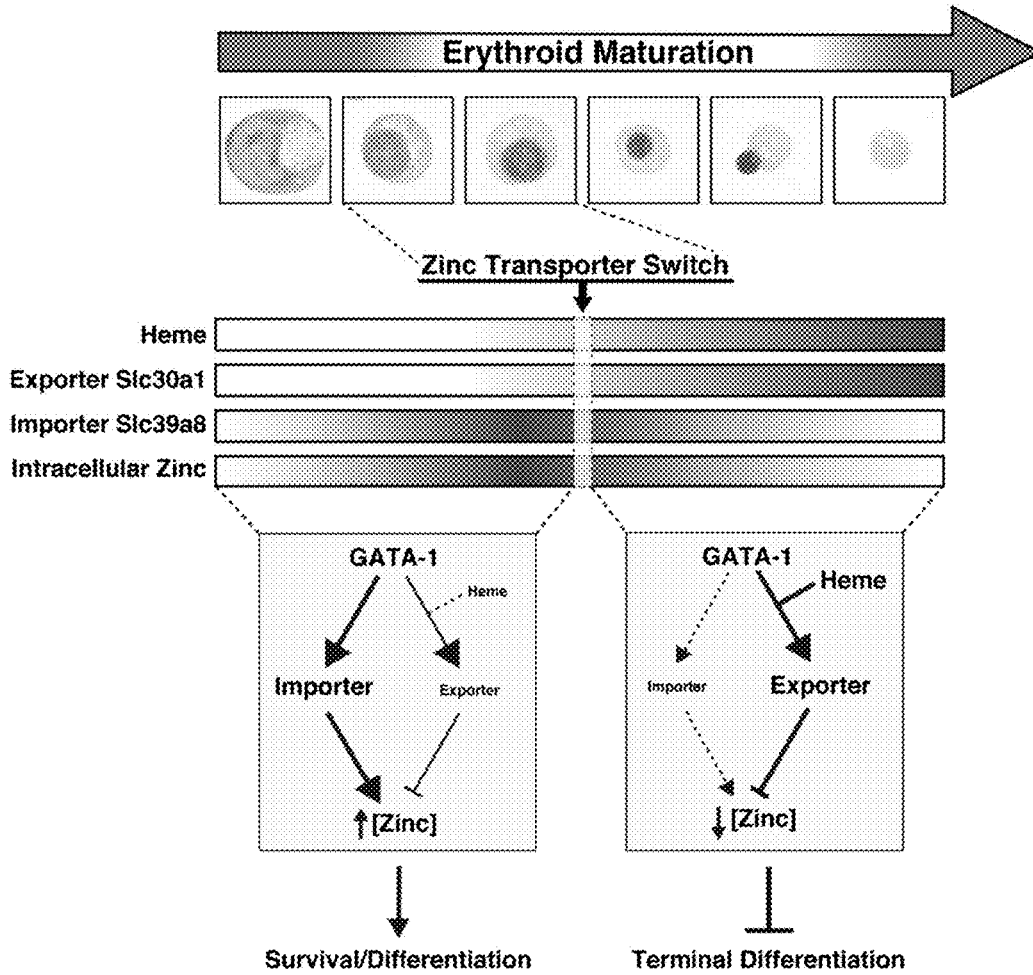 Erythroid Maturation
Zinc Transporter Switch
Heme
Exporter Slc30a1
Importer Slc39a8
Intracellular Zinc
GATA-1
Heme
Importer
Exporter
↑[Zinc]
Survival/Differentiation
GATA-1
Heme
Importer
Exporter
↓[Zinc]
Terminal Differentiation